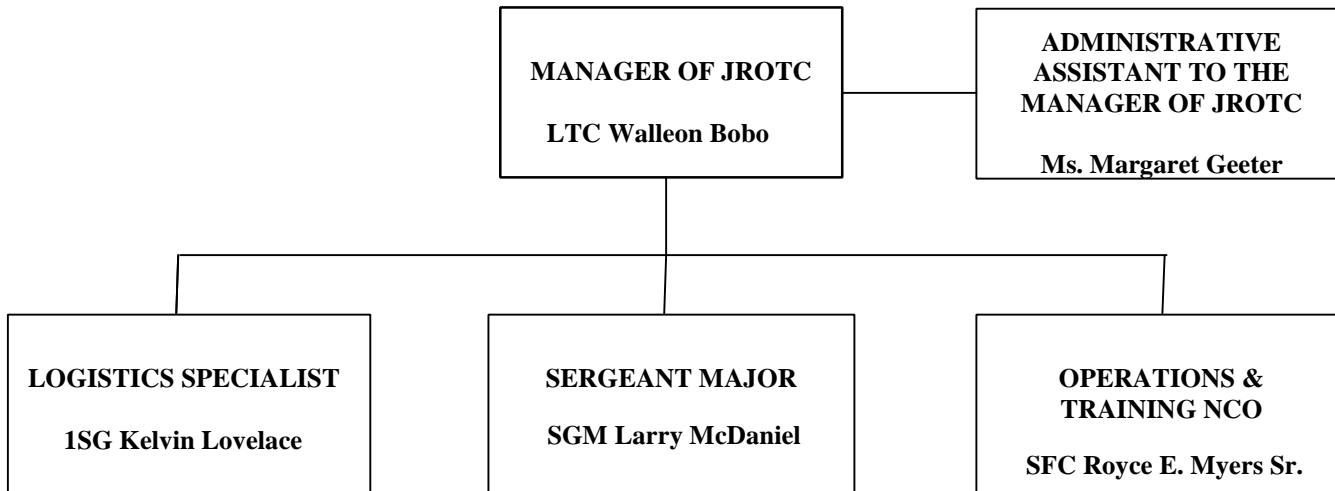 MANAGER OF JROTC
LTC Walleon Bobo
ADMINISTRATIVE
ASSISTANT TO THE
MANAGER OF JROTC
Ms. Margaret Geeter
LOGISTICS SPECIALIST
1SG Kelvin Lovelace
SERGEANT MAJOR
SGM Larry McDaniel
OPERATIONS &
TRAINING NCO
SFC Royce E. Myers Sr.